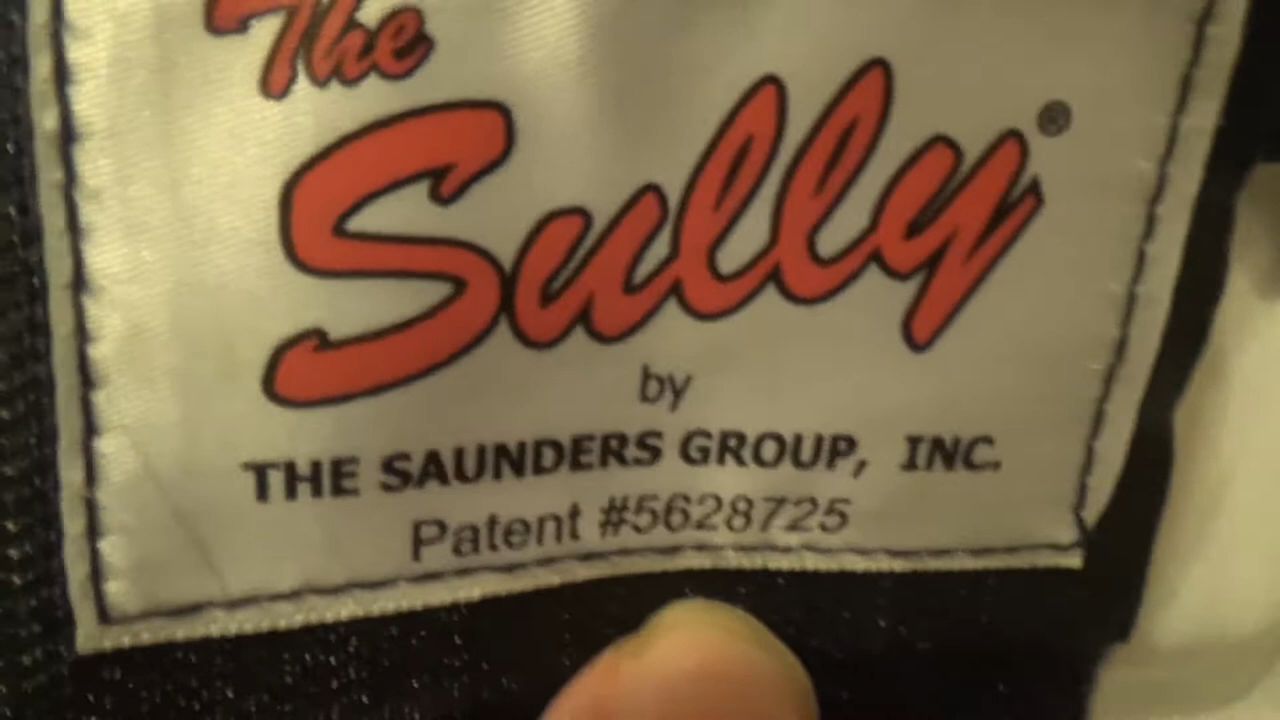 The
Sully®
by
THE SAUNDERS GROUP, INC.
Patent #5628725